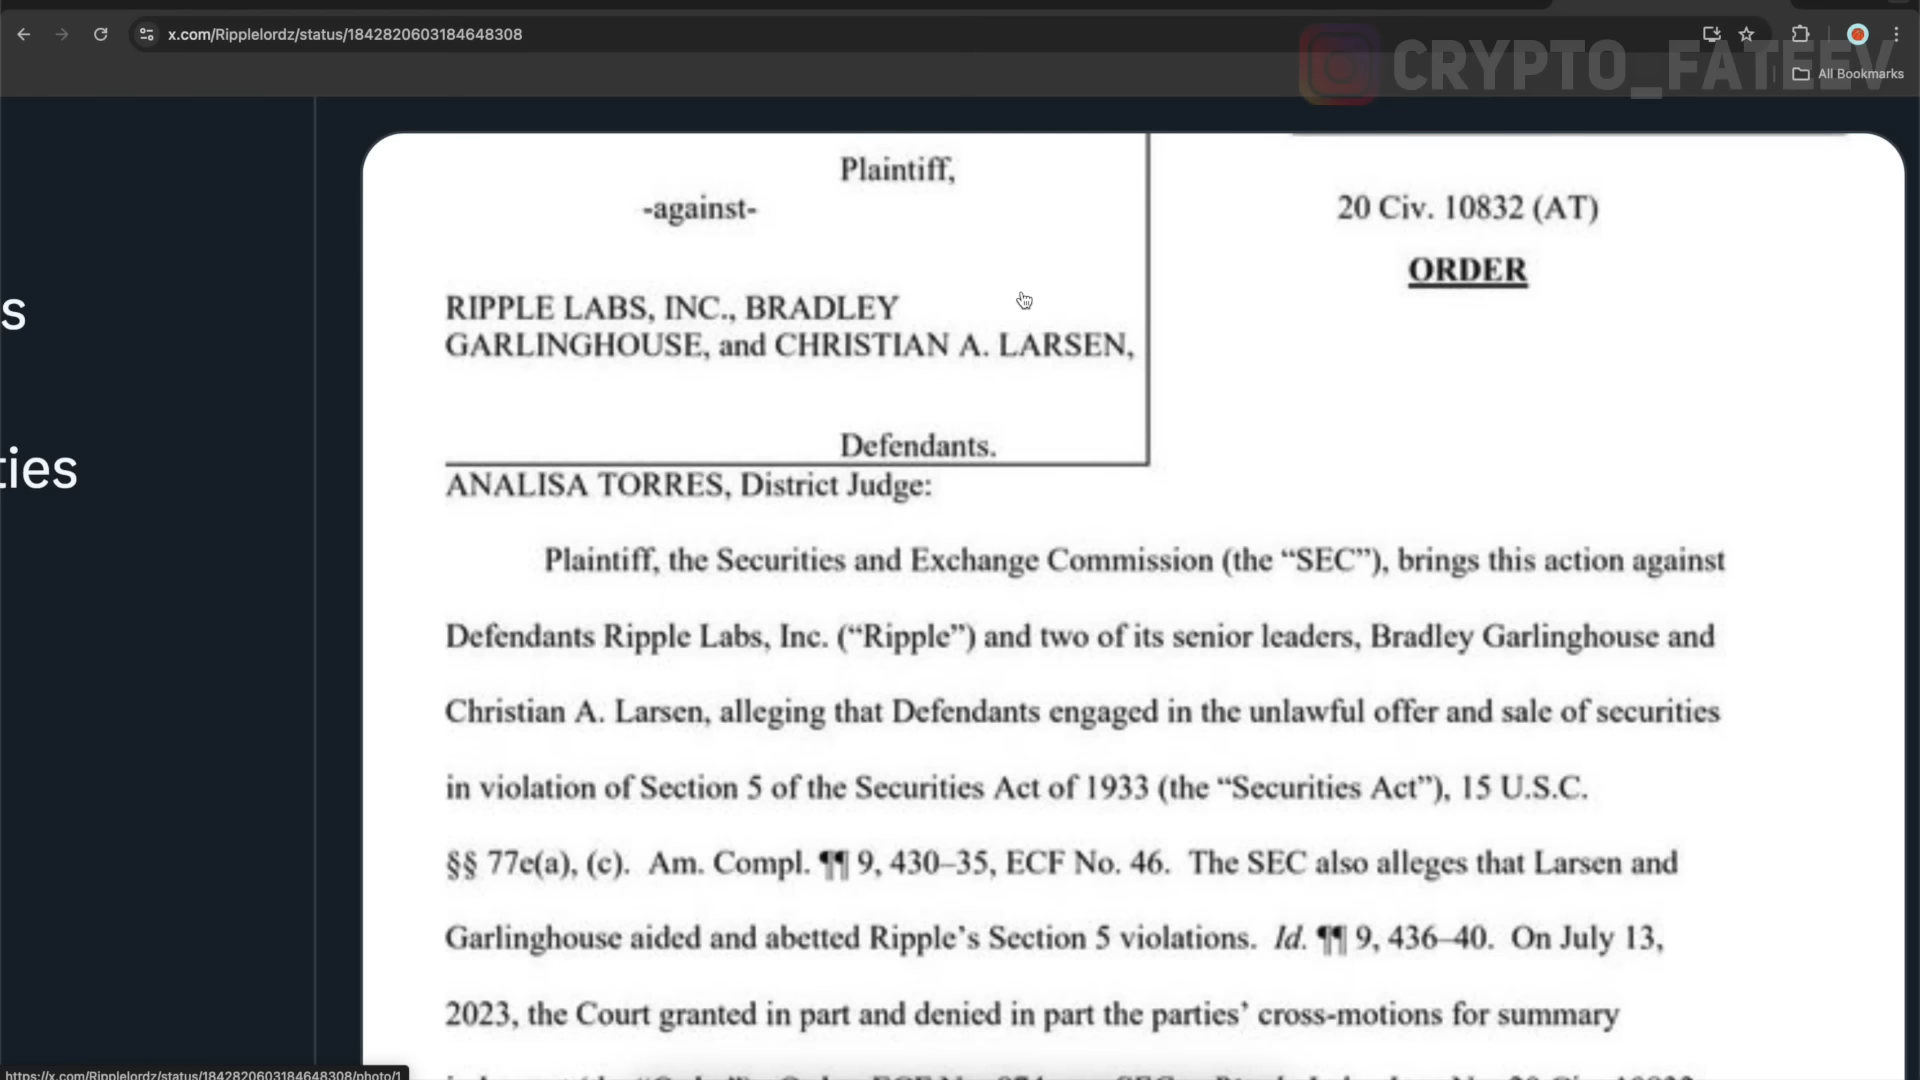 x.com/Ripplelordz/status/1842820603184648308
CRYPTO_FATEEV
All Bookmarks
s
ties
Plaintiff,
-against-
20 Civ. 10832 (AT)
ORDER
RIPPLE LABS, INC., BRADLEY
GARLINGHOUSE, and CHRISTIAN A. LARSEN,
Defendants.
ANALISA TORRES, District Judge:
Plaintiff, the Securities and Exchange Commission (the “SEC”), brings this action against
Defendants Ripple Labs, Inc. (“Ripple”) and two of its senior leaders, Bradley Garlinghouse and
Christian A. Larsen, alleging that Defendants engaged in the unlawful offer and sale of securities
in violation of Section 5 of the Securities Act of 1933 (the “Securities Act”), 15 U.S.C.
§§ 77e(a), (c). Am. Compl. ¶¶ 9, 430–35, ECF No. 46. The SEC also alleges that Larsen and
Garlinghouse aided and abetted Ripple’s Section 5 violations. Id. ¶¶ 9, 436–40. On July 13,
2023, the Court granted in part and denied in part the parties’ cross-motions for summary
https://x.com/Ripplelordz/status/1842820603184648308/photo/1